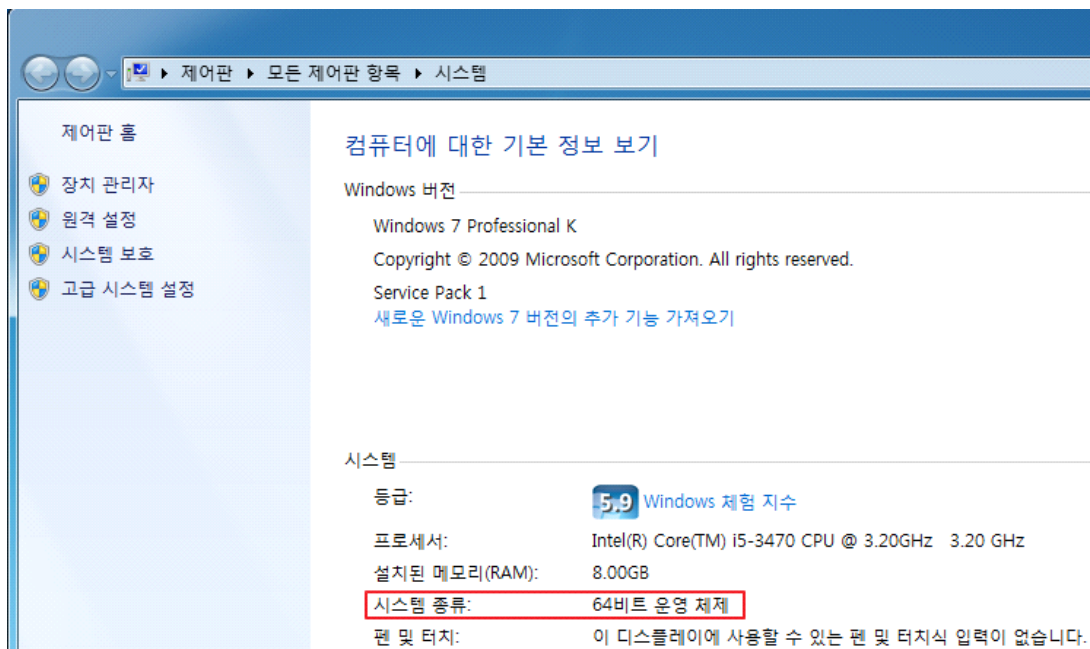 제어판 ▸ 모든 제어판 항목 ▸ 시스템
제어판 홈
장치 관리자
원격 설정
시스템 보호
고급 시스템 설정
컴퓨터에 대한 기본 정보 보기
Windows 버전
Windows 7 Professional K
Copyright © 2009 Microsoft Corporation. All rights reserved.
Service Pack 1
새로운 Windows 7 버전의 추가 기능 가져오기
시스템
등급: 5.9 Windows 체험 지수
프로세서: Intel(R) Core(TM) i5-3470 CPU @ 3.20GHz 3.20 GHz
설치된 메모리(RAM): 8.00GB
시스템 종류: 64비트 운영 체제
펜 및 터치: 이 디스플레이에 사용할 수 있는 펜 및 터치식 입력이 없습니다.